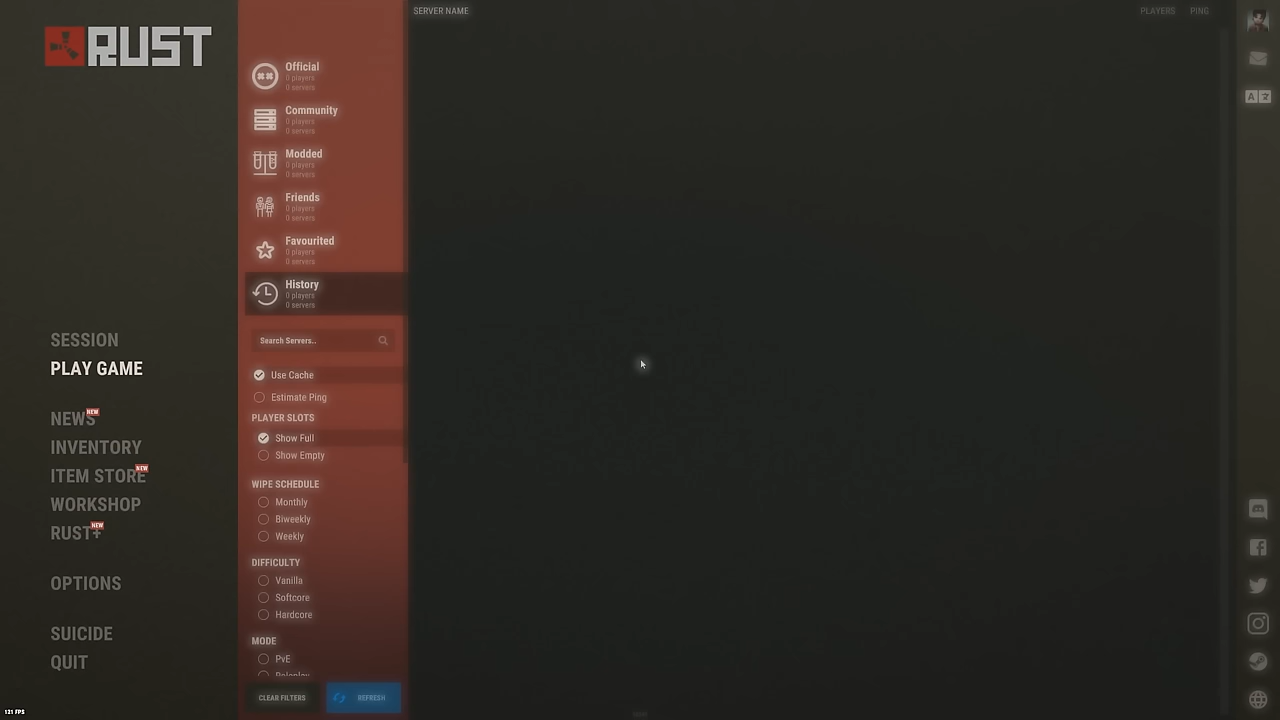 RUST
SESSION
PLAY GAME
NEWS NEW
INVENTORY
ITEM STORE NEW
WORKSHOP
RUST+ NEW
OPTIONS
SUICIDE
QUIT
121 FPS
Official
0 players
0 servers
Community
0 players
0 servers
Modded
0 players
0 servers
Friends
0 players
0 servers
Favourited
0 players
0 servers
History
0 players
0 servers
Search Servers..
Use Cache
Estimate Ping
PLAYER SLOTS
Show Full
Show Empty
WIPE SCHEDULE
Monthly
Biweekly
Weekly
DIFFICULTY
Vanilla
Softcore
Hardcore
MODE
PvE
Roleplay
CLEAR FILTERS
REFRESH
SERVER NAME
PLAYERS
PING
A